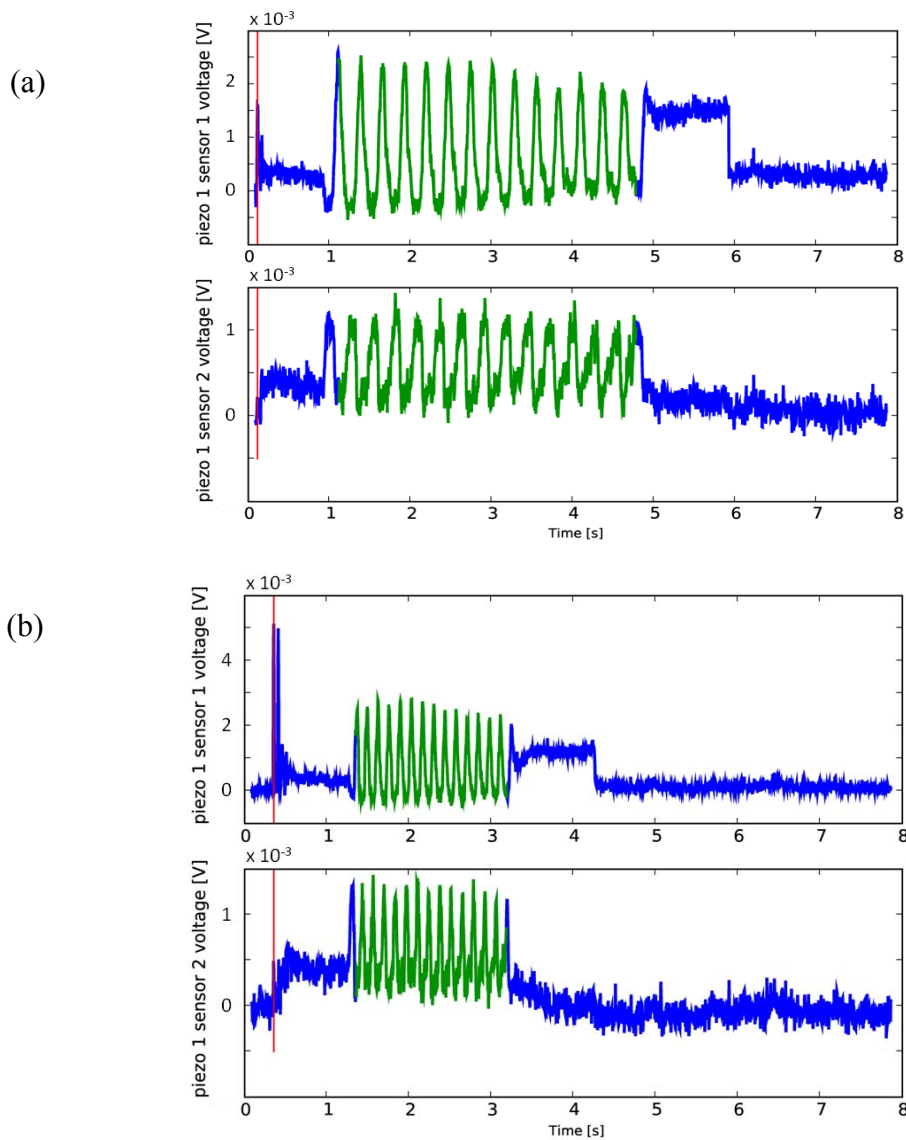 (a)
x 10-3
piezo 1 sensor 1 voltage [V]
2
1
0
0 1 2 3 4 5 6 7 8
x 10-3
piezo 1 sensor 2 voltage [V]
1
0
0 1 2 3 4 5 6 7 8
Time [s]
(b)
x 10-3
piezo 1 sensor 1 voltage [V]
4
2
0
0 1 2 3 4 5 6 7 8
x 10-3
piezo 1 sensor 2 voltage [V]
1
0
0 1 2 3 4 5 6 7 8
Time [s]